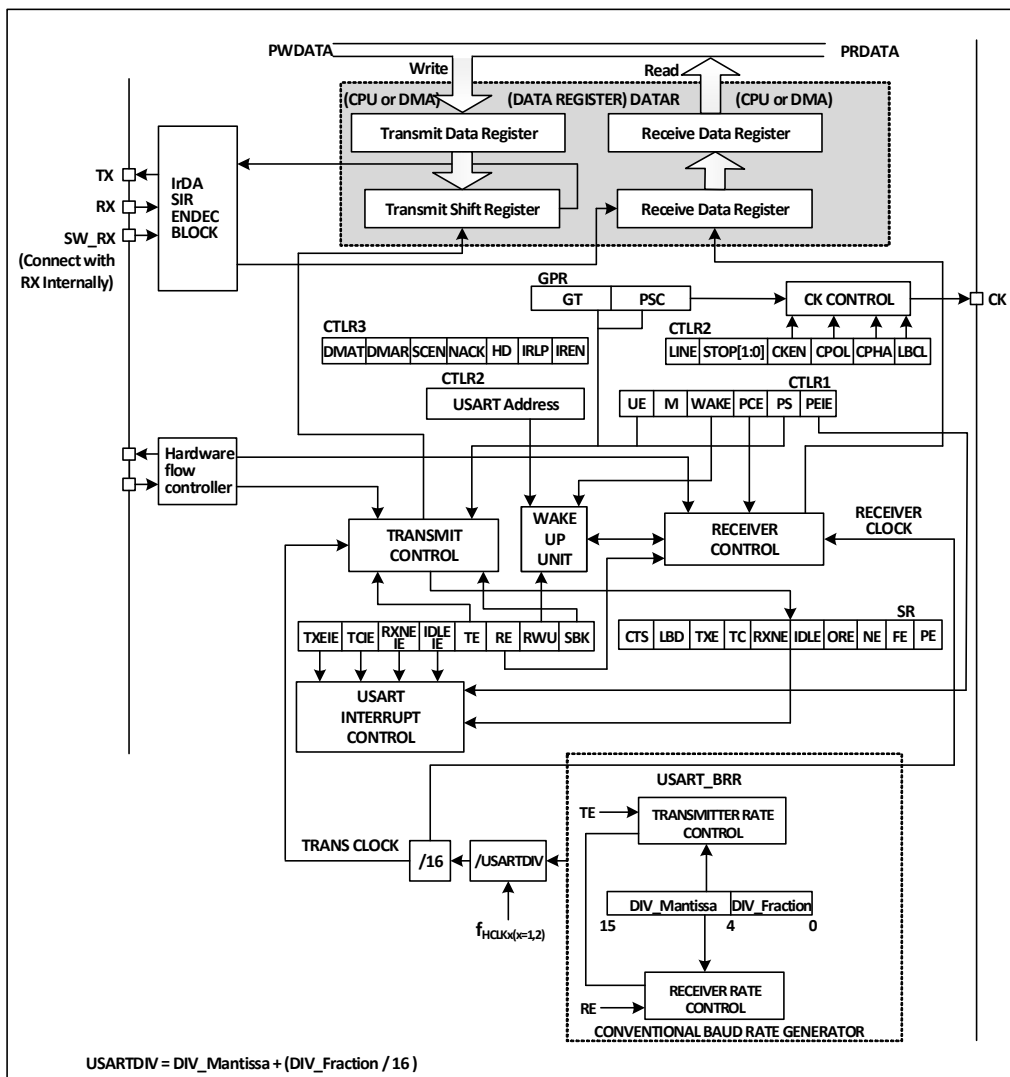 PWDATA
PRDATA
Write
Read
(CPU or DMA)
(DATA REGISTER) DATAR
(CPU or DMA)
Transmit Data Register
Receive Data Register
TX
RX
SW_RX
(Connect with
RX Internally)
IrDA
SIR
ENDEC
BLOCK
Transmit Shift Register
Receive Data Register
GPR
GT
PSC
CK CONTROL
CK
CTLR3
DMAT DMAR SCEN NACK HD IRLP IREN
CTLR2
LINE STOP[1:0] CKEN CPOL CPHA LBCL
CTLR2
USART Address
CTLR1
UE M WAKE PCE PS PEIE
Hardware
flow
controller
TRANSMIT
CONTROL
WAKE
UP
UNIT
RECEIVER
CONTROL
RECEIVER
CLOCK
TXEIE TCIE RXNE IE IDLE IE TE RE RWU SBK
SR
CTS LBD TXE TC RXNE IDLE ORE NE FE PE
USART
INTERRUPT
CONTROL
USART_BRR
TE
TRANSMITTER RATE
CONTROL
TRANS CLOCK
/16
/USARTDIV
fHCLKx(x=1,2)
DIV_Mantissa DIV_Fraction
15 4 0
RE
RECEIVER RATE
CONTROL
CONVENTIONAL BAUD RATE GENERATOR
USARTDIV = DIV_Mantissa + (DIV_Fraction / 16 )